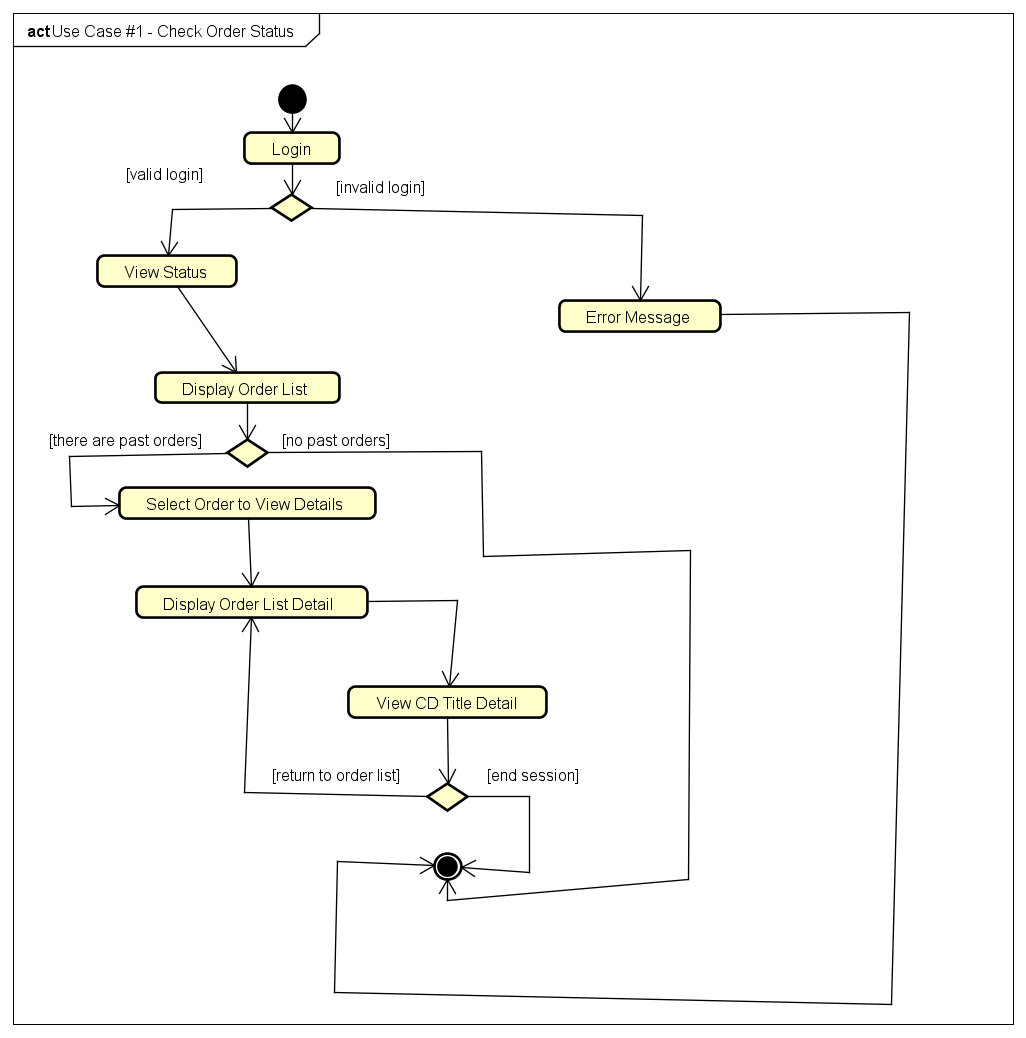 act Use Case #1 - Check Order Status
Login
[valid login]
[invalid login]
View Status
Error Message
Display Order List
[there are past orders]
[no past orders]
Select Order to View Details
Display Order List Detail
View CD Title Detail
[return to order list]
[end session]